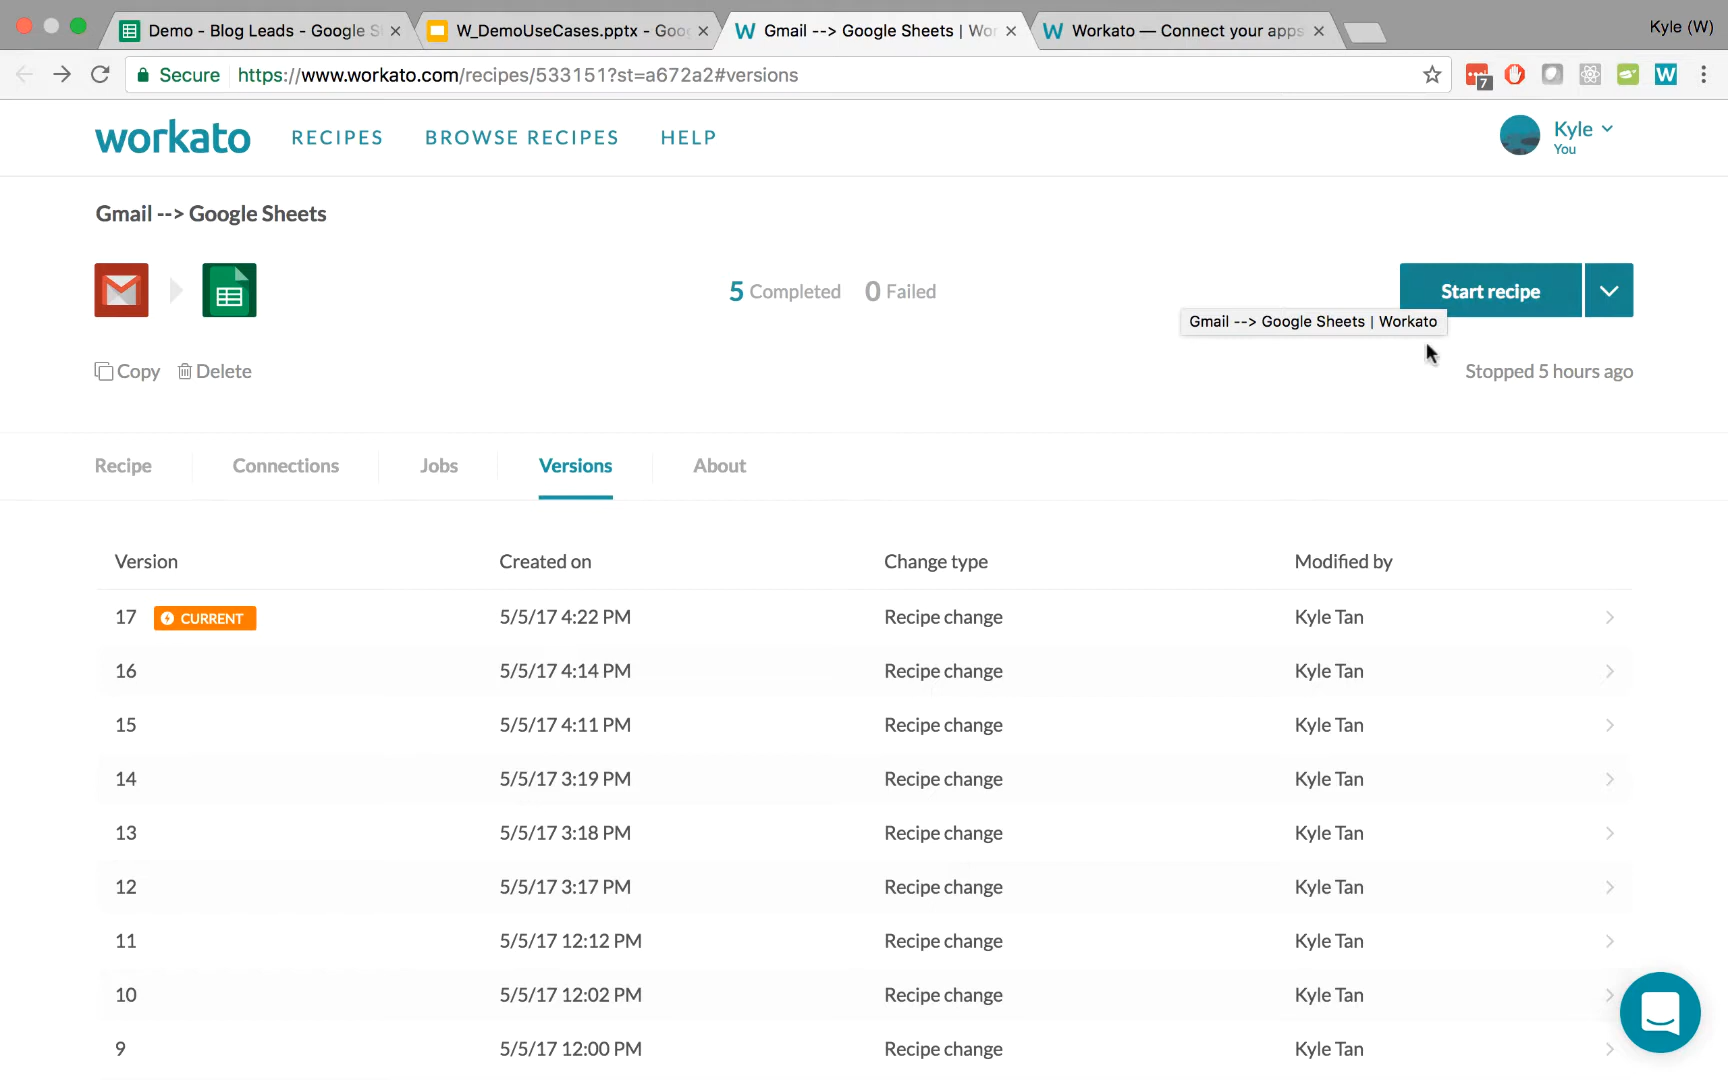 Demo - Blog Leads - Google S
W_DemoUseCases.pptx - Goog
W Gmail --> Google Sheets | Wor
W Workato — Connect your apps
Kyle (W)
Secure https://www.workato.com/recipes/533151?st=a672a2#versions
7
W
workato RECIPES BROWSE RECIPES HELP
Kyle
You
Gmail --> Google Sheets
5 Completed 0 Failed
Start recipe
Gmail --> Google Sheets | Workato
Copy Delete
Stopped 5 hours ago
Recipe Connections Jobs Versions About
Version Created on Change type Modified by
17 CURRENT 5/5/17 4:22 PM Recipe change Kyle Tan
16 5/5/17 4:14 PM Recipe change Kyle Tan
15 5/5/17 4:11 PM Recipe change Kyle Tan
14 5/5/17 3:19 PM Recipe change Kyle Tan
13 5/5/17 3:18 PM Recipe change Kyle Tan
12 5/5/17 3:17 PM Recipe change Kyle Tan
11 5/5/17 12:12 PM Recipe change Kyle Tan
10 5/5/17 12:02 PM Recipe change Kyle Tan
9 5/5/17 12:00 PM Recipe change Kyle Tan